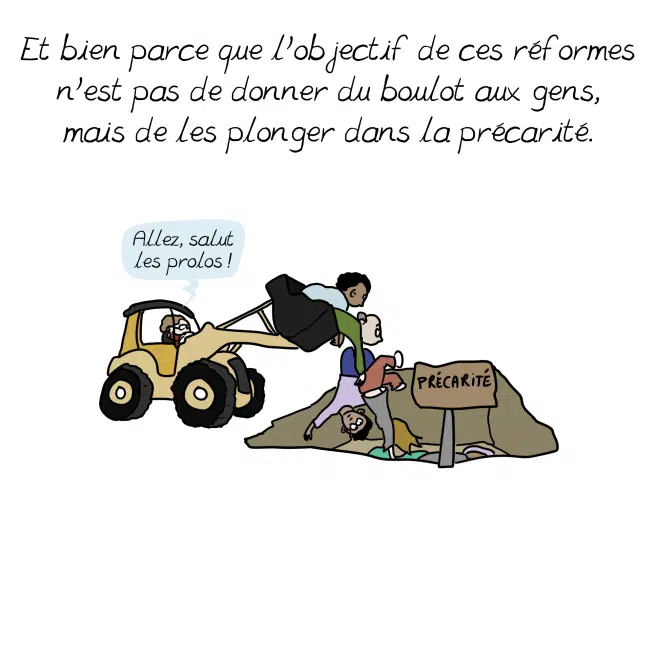 Et bien parce que l'objectif de ces réformes
n'est pas de donner du boulot aux gens,
mais de les plonger dans la précarité.
Allez, salut
les prolos !
PRÉCARITÉ